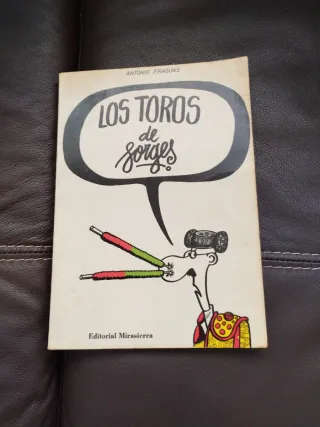 ANTONIO FRAGUAS
LOS TOROS
de
forges
Editorial Mirasierra